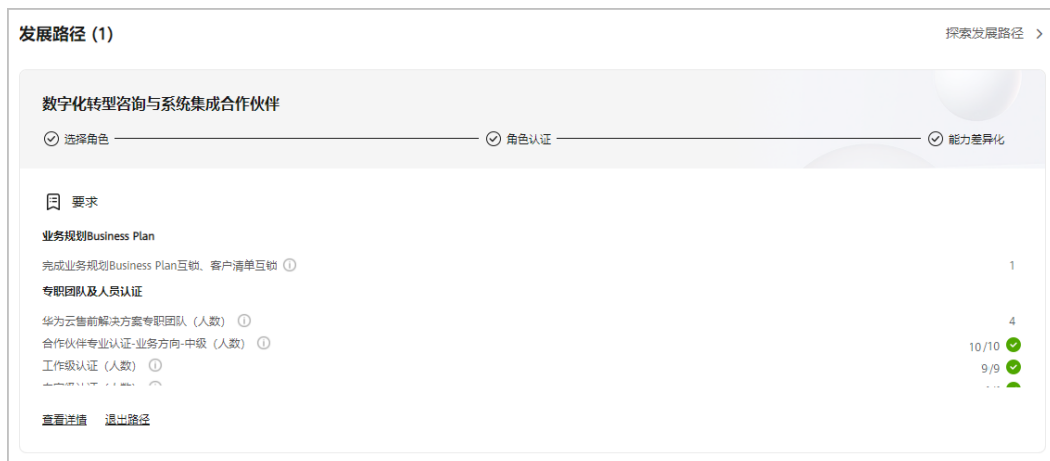 发展路径 (1)
探索发展路径
数字化转型咨询与系统集成合作伙伴
选择角色
角色认证
能力差异化
要求
业务规划Business Plan
完成业务规划Business Plan互锁、客户清单互锁 1
专职团队及人员认证
华为云售前解决方案专职团队（人数） 4
合作伙伴专业认证-业务方向-中级（人数） 10/10
工作级认证（人数） 9/9
查看详情 退出路径